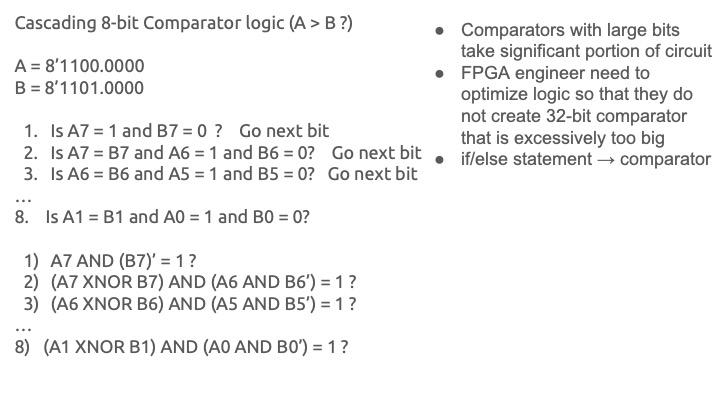 Cascading 8-bit Comparator logic (A > B ?)
A = 8’1100.0000
B = 8’1101.0000
1. Is A7 = 1 and B7 = 0 ? Go next bit
2. Is A7 = B7 and A6 = 1 and B6 = 0? Go next bit
3. Is A6 = B6 and A5 = 1 and B5 = 0? Go next bit
...
8. Is A1 = B1 and A0 = 1 and B0 = 0?
1) A7 AND (B7)’ = 1 ?
2) (A7 XNOR B7) AND (A6 AND B6’) = 1 ?
3) (A6 XNOR B6) AND (A5 AND B5’) = 1 ?
...
8) (A1 XNOR B1) AND (A0 AND B0’) = 1 ?
● Comparators with large bits
take significant portion of circuit
● FPGA engineer need to
optimize logic so that they do
not create 32-bit comparator
that is excessively too big
● if/else statement → comparator